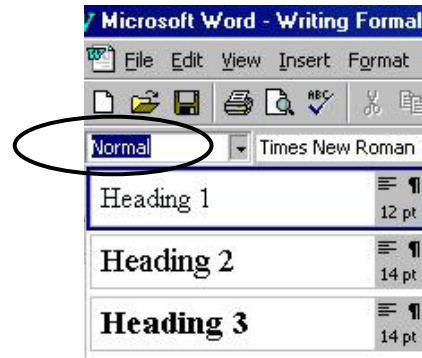 Microsoft Word - Writing Formal
File Edit View Insert Format
ABC
Normal Times New Roman
Heading 1 12 pt
Heading 2 14 pt
Heading 3 14 pt